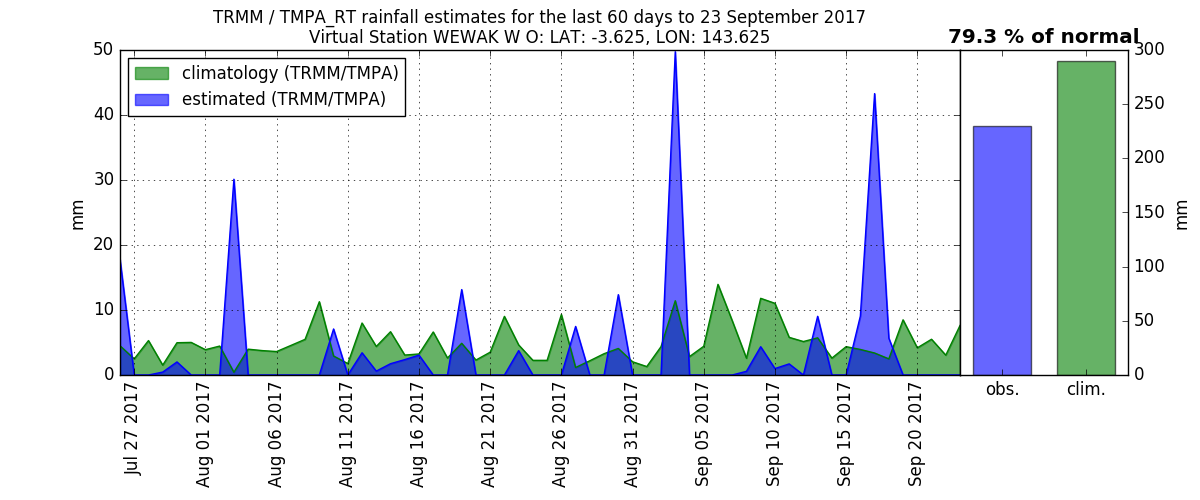 TRMM / TMPA_RT rainfall estimates for the last 60 days to 23 September 2017
Virtual Station WEWAK W O: LAT: -3.625, LON: 143.625
79.3 % of normal
climatology (TRMM/TMPA)
estimated (TRMM/TMPA)
50
40
30
20
10
0
mm
300
250
200
150
100
50
0
mm
Jul 27 2017
Aug 01 2017
Aug 06 2017
Aug 11 2017
Aug 16 2017
Aug 21 2017
Aug 26 2017
Aug 31 2017
Sep 05 2017
Sep 10 2017
Sep 15 2017
Sep 20 2017
obs.
clim.